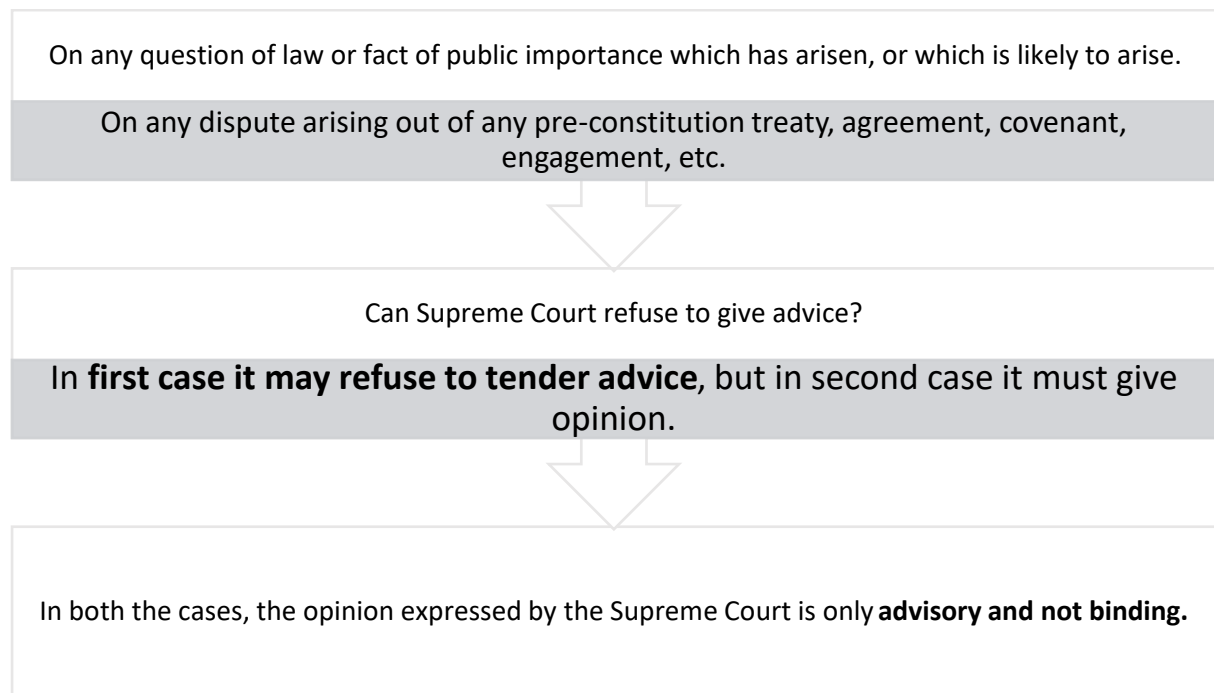 On any question of law or fact of public importance which has arisen, or which is likely to arise.
On any dispute arising out of any pre-constitution treaty, agreement, covenant,
engagement, etc.
Can Supreme Court refuse to give advice?
In first case it may refuse to tender advice, but in second case it must give
opinion.
In both the cases, the opinion expressed by the Supreme Court is only advisory and not binding.